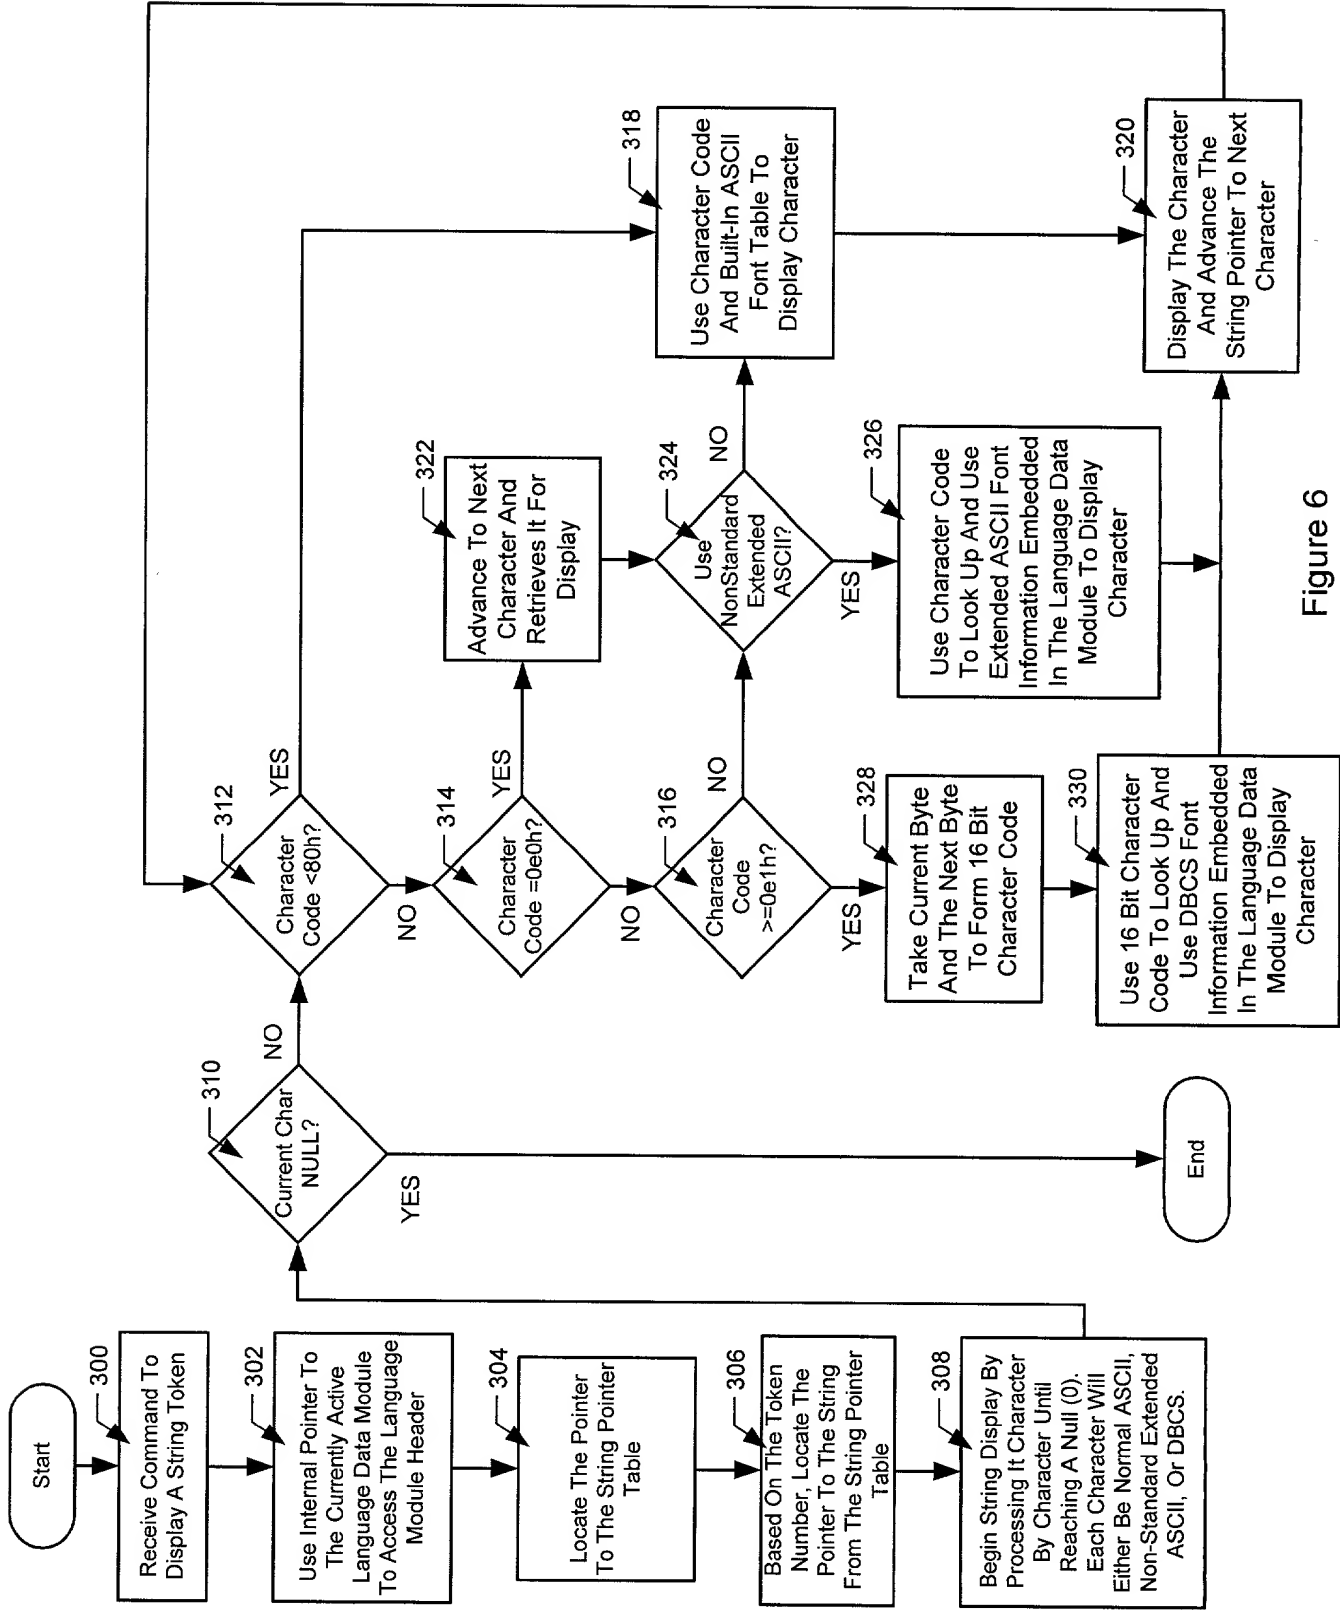 Start
300
Receive Command To
Display A String Token
302
Use Internal Pointer To
The Currently Active
Language Data Module
To Access The Language
Module Header
304
Locate The Pointer
To The String Pointer
Table
306
Based On The Token
Number, Locate The
Pointer To The String
From The String Pointer
Table
308
Begin String Display By
Processing It Character
By Character Until
Reaching A Null (0).
Each Character Will
Either Be Normal ASCII,
Non-Standard Extended
ASCII, Or DBCS.
310
Current Char
NULL?
NO
YES
End
312
Character
Code <80h?
YES
NO
314
Character
Code =0e0h?
YES
NO
316
Character
Code
>=0e1h?
NO
YES
318
Use Character Code
And Built-In ASCII
Font Table To
Display Character
320
Display The Character
And Advance The
String Pointer To Next
Character
322
Advance To Next
Character And
Retrieves It For
Display
324
Use
NonStandard
Extended
ASCII?
NO
YES
326
Use Character Code
To Look Up And Use
Extended ASCII Font
Information Embedded
In The Language Data
Module To Display
Character
328
Take Current Byte
And The Next Byte
To Form 16 Bit
Character Code
330
Use 16 Bit Character
Code To Look Up And
Use DBCS Font
Information Embedded
In The Language Data
Module To Display
Character
Figure 6